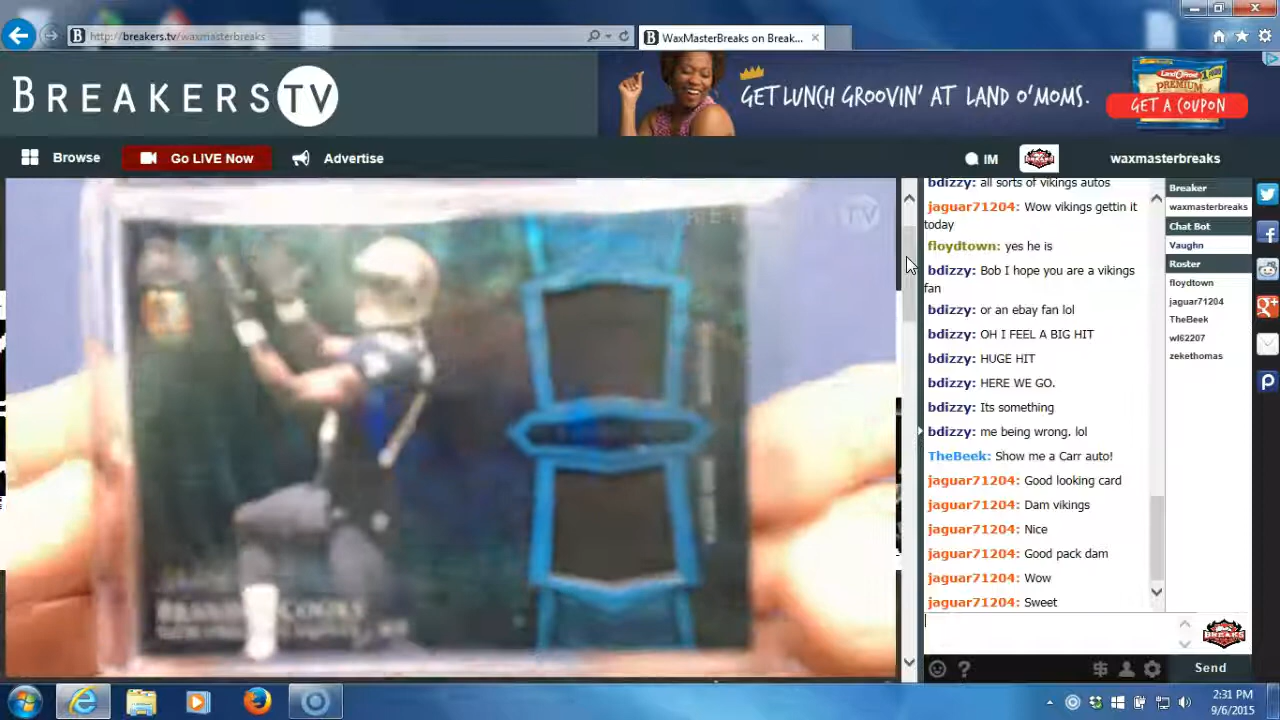 http://breakers.tv/waxmasterbreaks
WaxMasterBreaks on Break...
BREAKERS TV
GET LUNCH GROOVIN' AT LAND O'MOMS.
Land O'Frost
PREMIUM
GET A COUPON
Browse
Go LIVE Now
Advertise
IM
waxmasterbreaks
TV
bdizzy: all sorts of vikings autos
jaguar71204: Wow vikings gettin it
today
floydtown: yes he is
bdizzy: Bob I hope you are a vikings
fan
bdizzy: or an ebay fan lol
bdizzy: OH I FEEL A BIG HIT
bdizzy: HUGE HIT
bdizzy: HERE WE GO.
bdizzy: Its something
bdizzy: me being wrong. lol
TheBeek: Show me a Carr auto!
jaguar71204: Good looking card
jaguar71204: Dam vikings
jaguar71204: Nice
jaguar71204: Good pack dam
jaguar71204: Wow
jaguar71204: Sweet
Breaker
waxmasterbreaks
Chat Bot
Vaughn
Roster
floydtown
jaguar71204
TheBeek
wl62207
zekethomas
BREAKS
Send
2:31 PM
9/6/2015